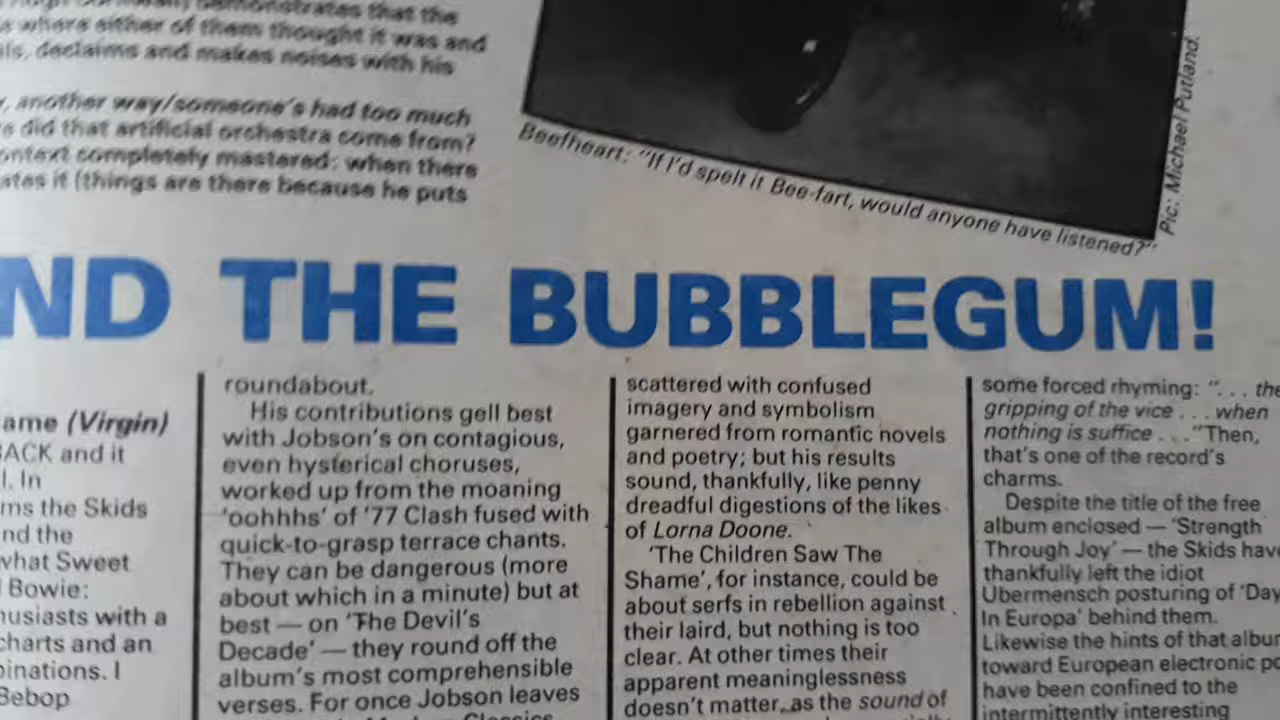 demonstrates that the
where either of them thought it was and
declaims and makes noises with his
another way/someone's had too much
did that artificial orchestra come from?
completely mastered: when there
it (things are there because he puts
Beefheart: "If I'd spelt it Bee-fart, would anyone have listened?"
Pic: Michael Putland.
ND THE BUBBLEGUM!
ame (Virgin)
BACK and it
l. In
ms the Skids
nd the
what Sweet
Bowie:
husiasts with a
charts and an
binations. I
Bebop
roundabout.
His contributions gell best
with Jobson's on contagious,
even hysterical choruses,
worked up from the moaning
'oohhhs' of '77 Clash fused with
quick-to-grasp terrace chants.
They can be dangerous (more
about which in a minute) but at
best — on 'The Devil's
Decade' — they round off the
album's most comprehensible
verses. For once Jobson leaves
scattered with confused
imagery and symbolism
garnered from romantic novels
and poetry; but his results
sound, thankfully, like penny
dreadful digestions of the likes
of Lorna Doone.
'The Children Saw The
Shame', for instance, could be
about serfs in rebellion against
their laird, but nothing is too
clear. At other times their
apparent meaninglessness
doesn't matter, as the sound of
some forced rhyming: ". . . the
gripping of the vice . . . when
nothing is suffice . . ." Then,
that's one of the record's
charms.
Despite the title of the free
album enclosed — 'Strength
Through Joy' — the Skids have
thankfully left the idiot
Ubermensch posturing of 'Day
In Europa' behind them.
Likewise the hints of that album
toward European electronic po
have been confined to the
intermittently interesting